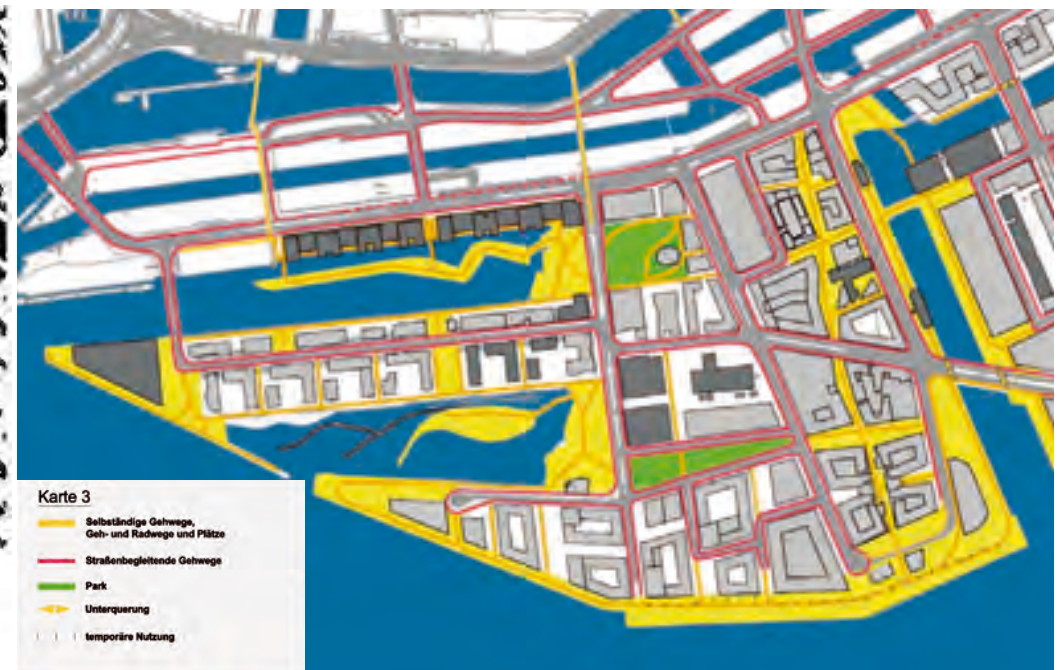 Karte 3
Selbständige Gehwege,
Geh- und Radwege und Plätze
Straßenbegleitende Gehwege
Park
Unterquerung
temporäre Nutzung